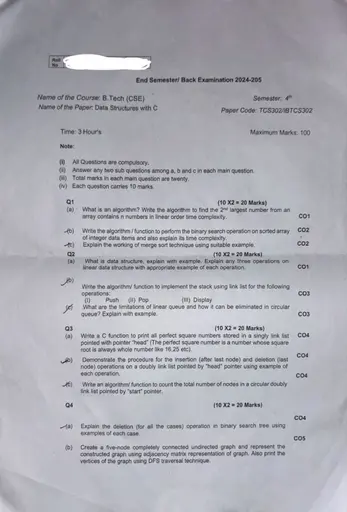 Roll No
End Semester/ Back Examination 2024-205
Name of the Course: B.Tech (CSE) Semester: 4th
Name of the Paper: Data Structures with C Paper Code: TCS302/IBTCS302
Time: 3 Hour's Maximum Marks: 100
Note:
(i) All Questions are compulsory.
(ii) Answer any two sub questions among a, b and c in each main question.
(iii) Total marks in each main question are twenty.
(iv) Each question carries 10 marks.
Q1 (10 X2 = 20 Marks)
(a) What is an algorithm? Write the algorithm to find the 2nd largest number from an
array contains n numbers in linear order time complexity. CO1
(b) Write the algorithm / function to perform the binary search operation on sorted array CO2
of integer data items and also explain its time complexity.
(c) Explain the working of merge sort technique using suitable example. CO2
Q2 (10 X2 = 20 Marks)
(a) What is data structure, explain with example. Explain any three operations on
linear data structure with appropriate example of each operation. CO1
(b) Write the algorithm/ function to implement the stack using link list for the following
operations: CO3
(i) Push (ii) Pop (III) Display
(c) What are the limitations of linear queue and how it can be eliminated in circular
queue? Explain with example. CO3
Q3 (10 X2 = 20 Marks)
(a) Write a C function to print all perfect square numbers stored in a singly link list CO4
pointed with pointer "head" (The perfect square number is a number whose square
root is always whole number like 16,25 etc).
CO4
(b) Demonstrate the procedure for the insertion (after last node) and deletion (last
node) operations on a doubly link list pointed by "head" pointer using example of
each operation. CO4
(c) Write an algorithm/ function to count the total number of nodes in a circular doubly
link list pointed by "start" pointer.
Q4 (10 X2 = 20 Marks)
CO4
(a) Explain the deletion (for all the cases) operation in binary search tree using
examples of each case.
CO5
(b) Create a five-node completely connected undirected graph and represent the
constructed graph using adjacency matrix representation of graph. Also print the
vertices of the graph using DFS traversal technique.